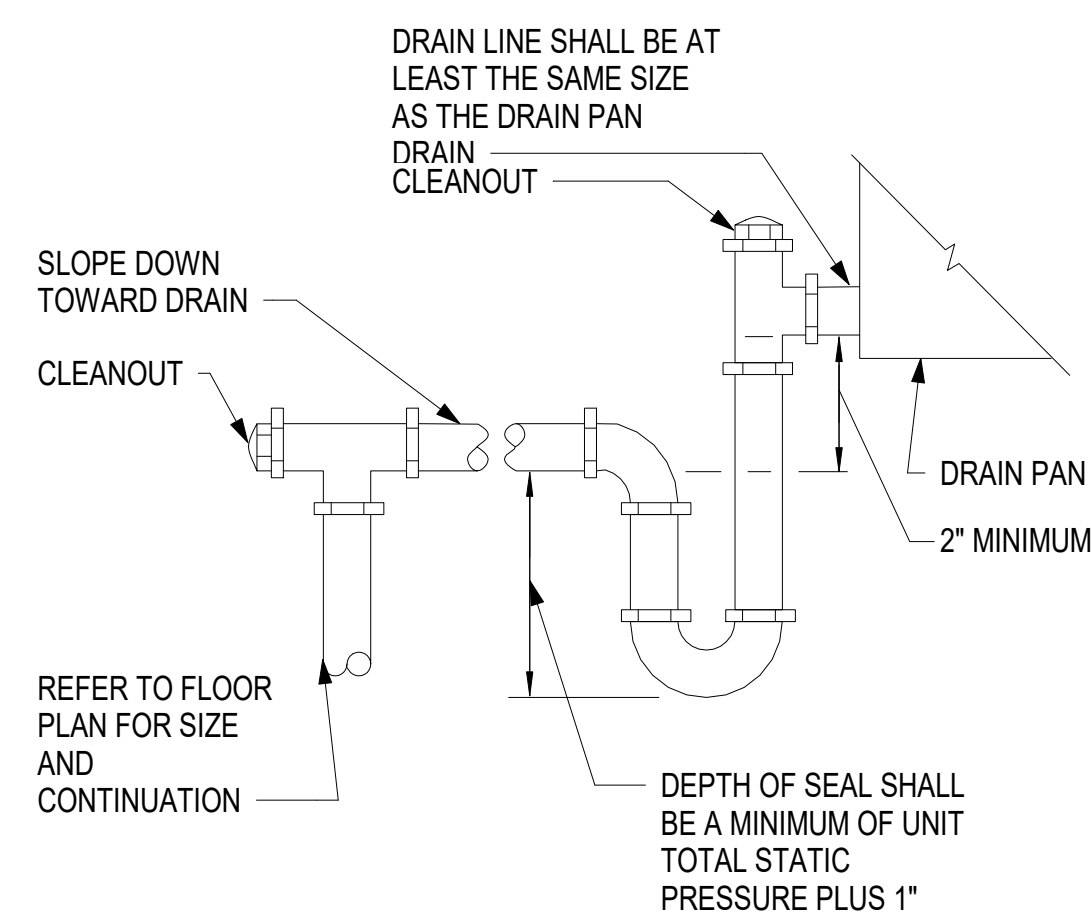 DRAIN LINE SHALL BE AT
LEAST THE SAME SIZE
AS THE DRAIN PAN
DRAIN
CLEANOUT
SLOPE DOWN
TOWARD DRAIN
CLEANOUT
DRAIN PAN
2" MINIMUM
REFER TO FLOOR
PLAN FOR SIZE
AND
CONTINUATION
DEPTH OF SEAL SHALL
BE A MINIMUM OF UNIT
TOTAL STATIC
PRESSURE PLUS 1"